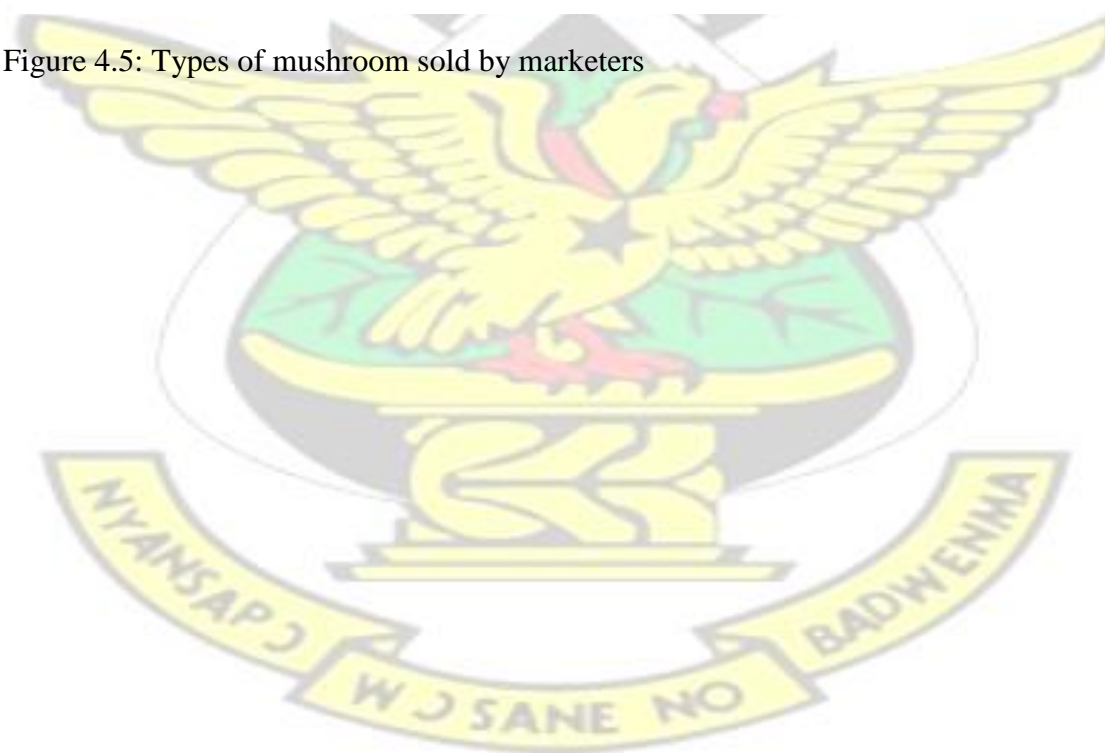 Figure 4.5: Types of mushroom sold by marketers
NYANSAPƆ
WƆSANE NO
BADWENMA